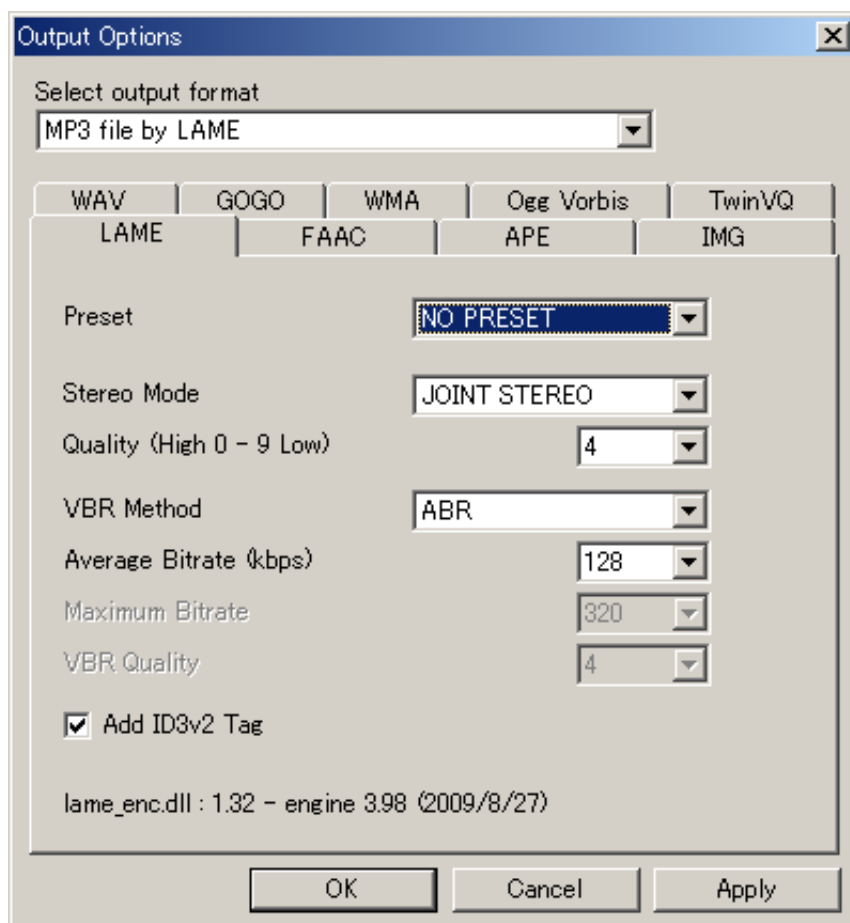 Output Options
Select output format
MP3 file by LAME
WAV GOGO WMA Ogg Vorbis TwinVQ
LAME FAAC APE IMG
Preset NO PRESET
Stereo Mode JOINT STEREO
Quality (High 0 - 9 Low) 4
VBR Method ABR
Average Bitrate (kbps) 128
Maximum Bitrate 320
VBR Quality 4
Add ID3v2 Tag
lame_enc.dll : 1.32 - engine 3.98 (2009/8/27)
OK Cancel Apply